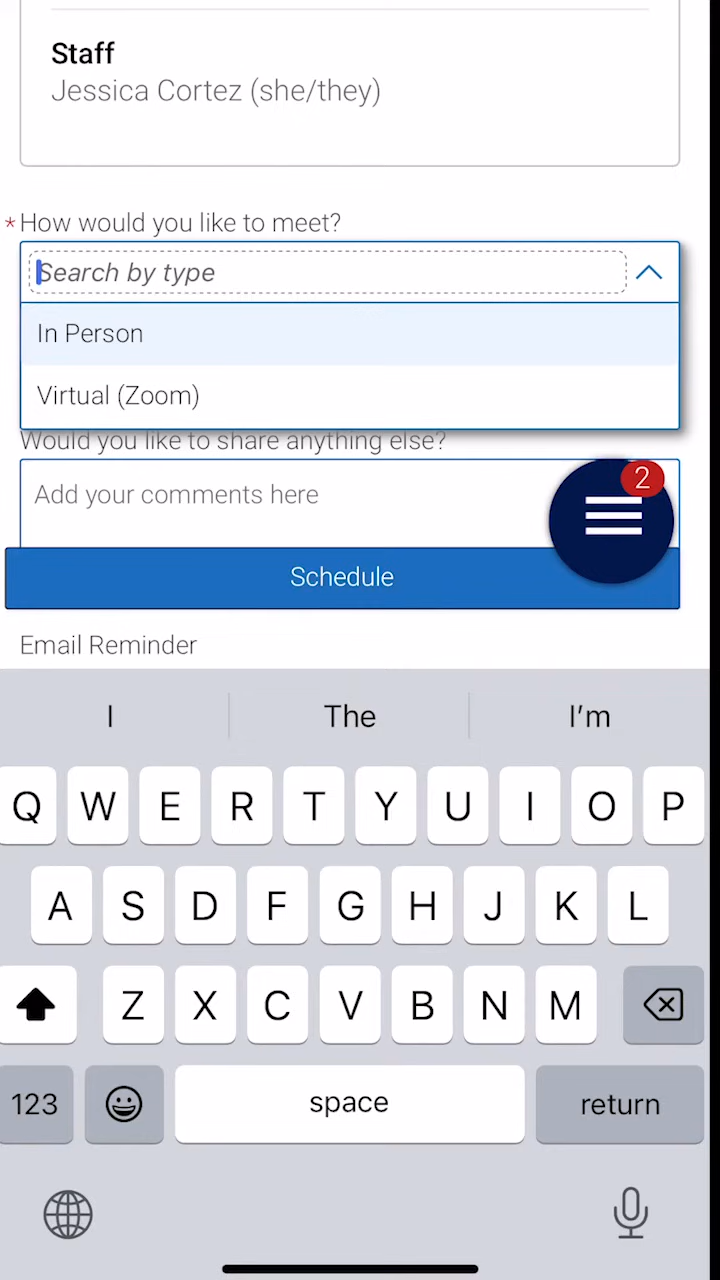 Staff
Jessica Cortez (she/they)
*How would you like to meet?
Search by type
In Person
Virtual (Zoom)
Would you like to share anything else?
2
Add your comments here
Schedule
Email Reminder
I The I'm
Q W E R T Y U I O P
A S D F G H J K L
Z X C V B N M
123 space return